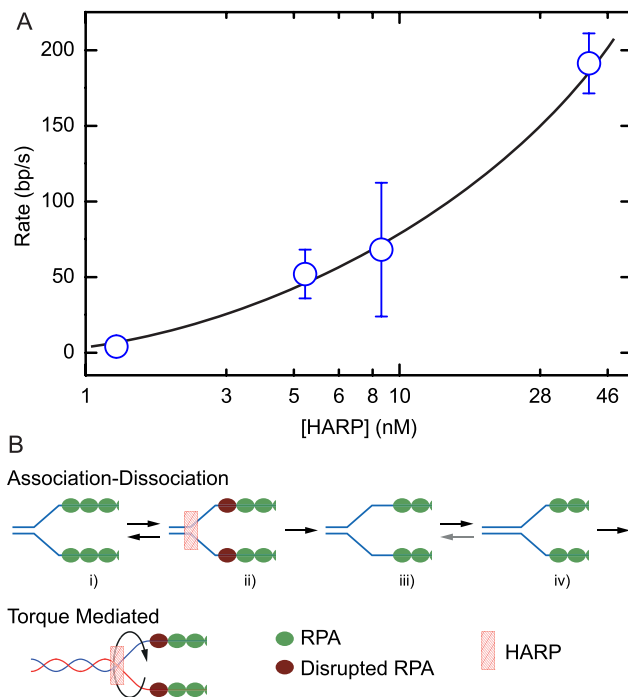 A
200
150
100
50
0
Rate (bp/s)
1 3 5 6 8 10 28 46
[HARP] (nM)
B
Association-Dissociation
i) ii) iii) iv)
Torque Mediated
RPA
Disrupted RPA
HARP